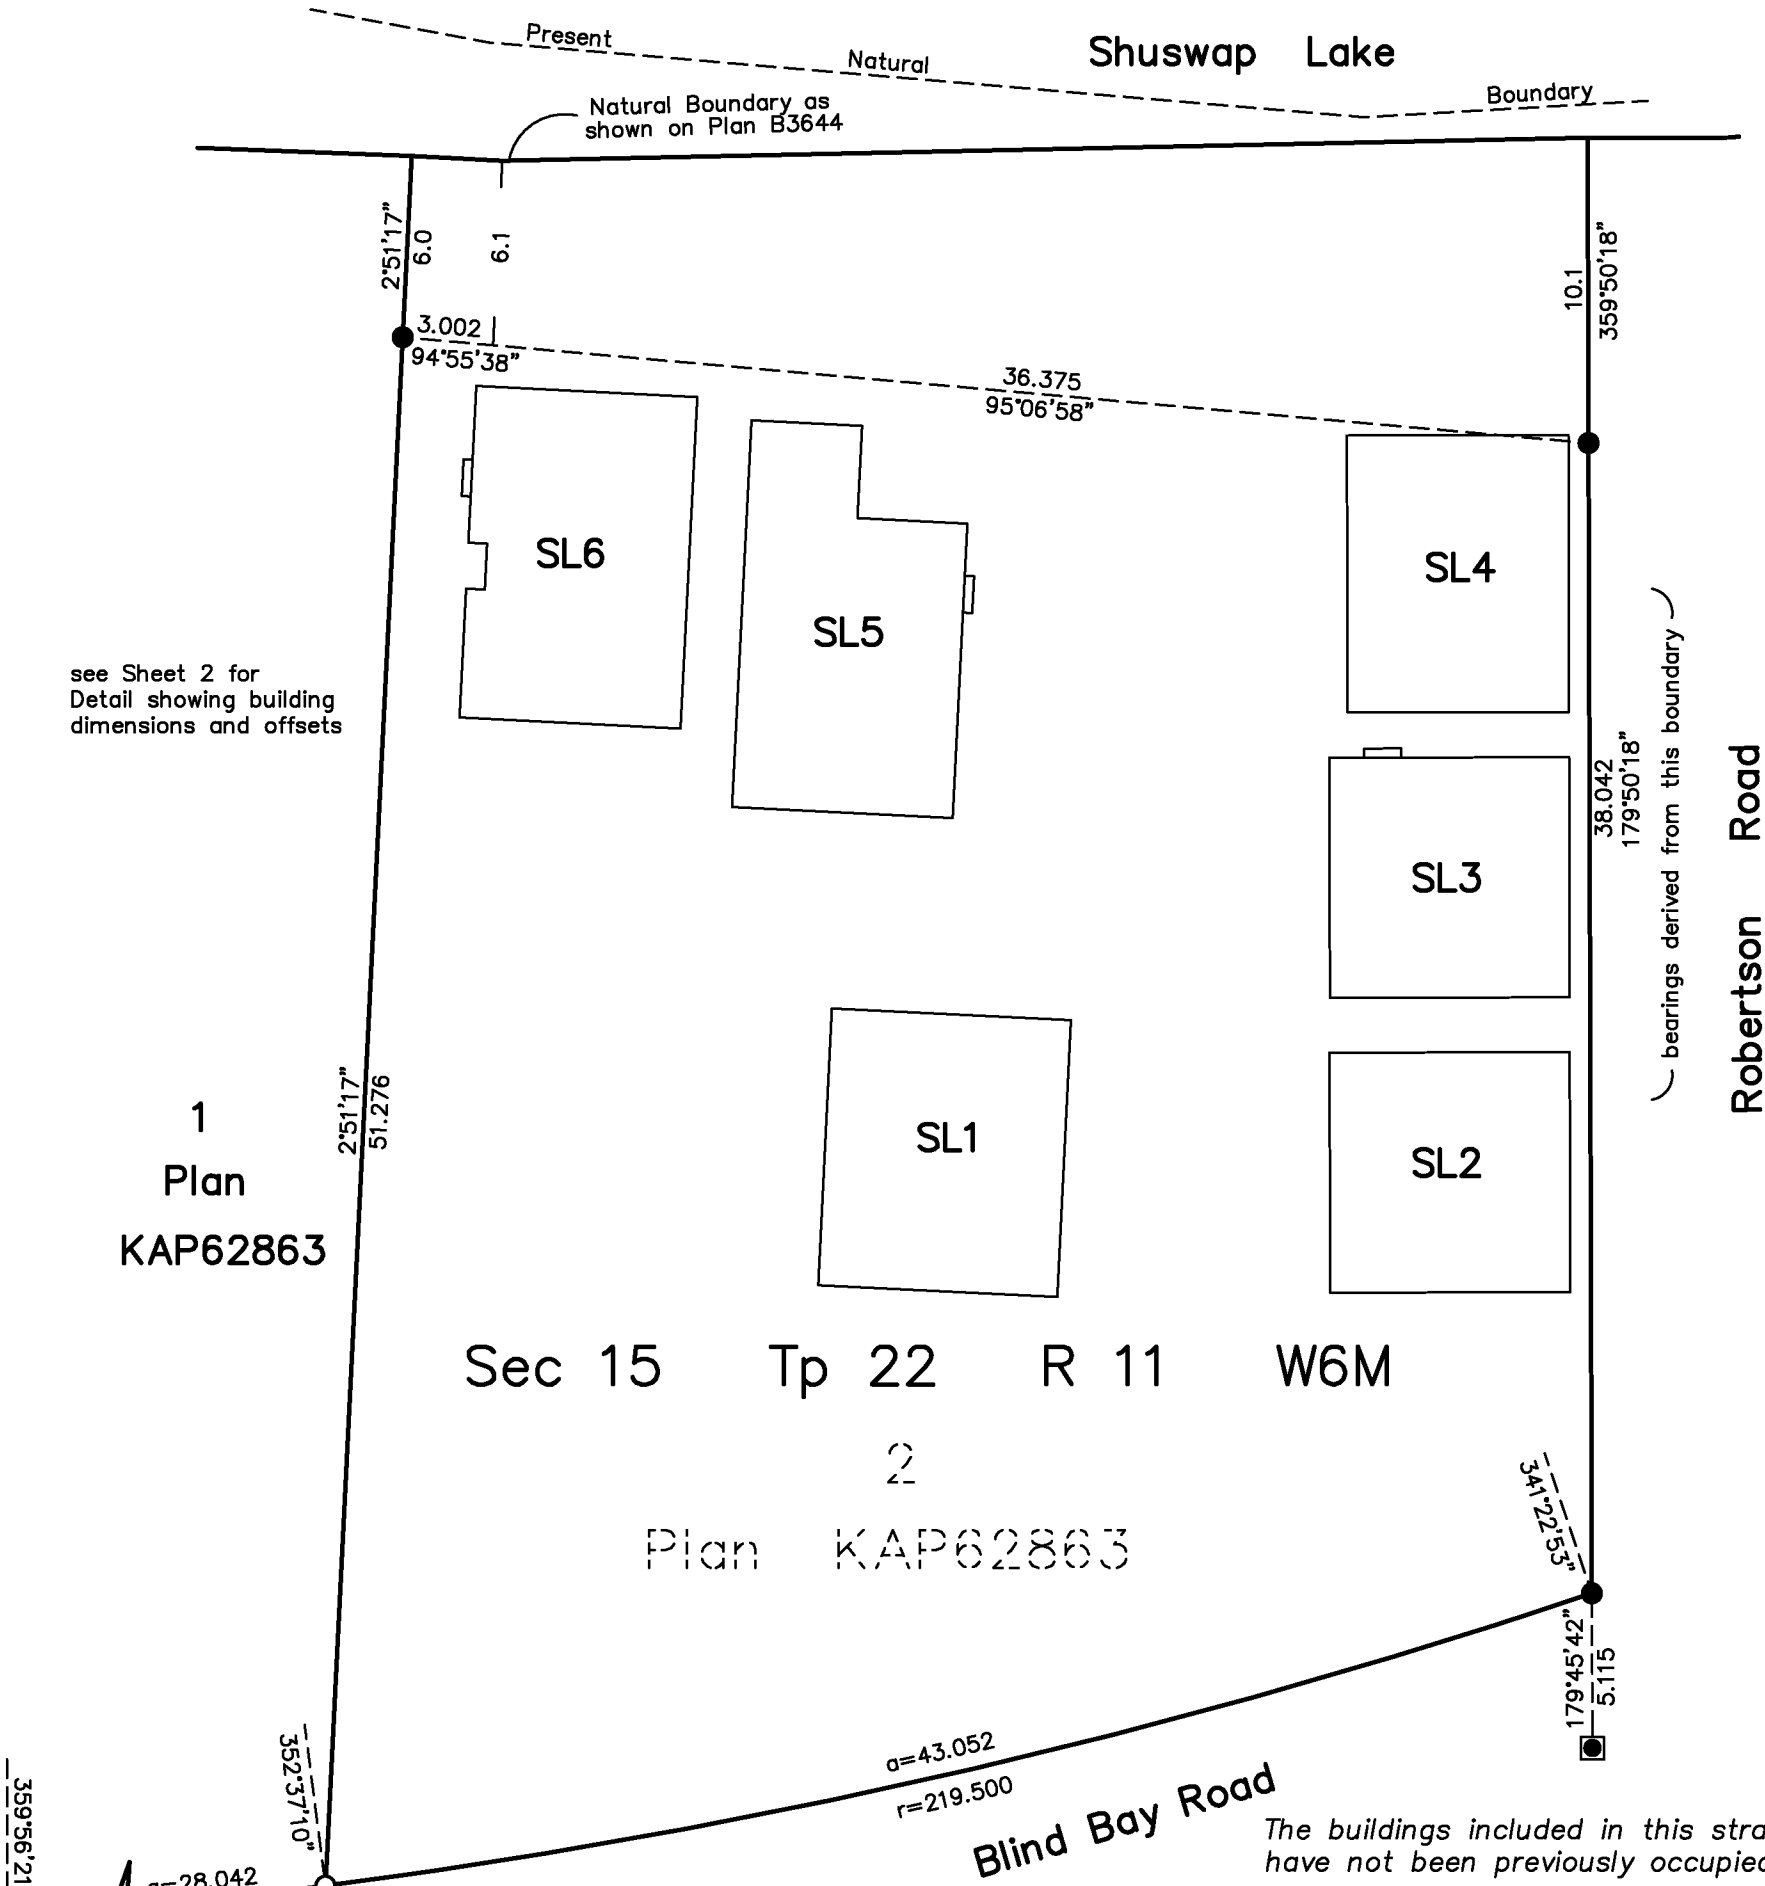 Present
Natural
Shuswap Lake
Boundary
Natural Boundary as
shown on Plan B3644
2°51'17"
6.0
6.1
10.1
359°50'18"
3.002
94°55'38"
36.375
95°06'58"
SL6
SL5
SL4
see Sheet 2 for
Detail showing building
dimensions and offsets
38.042
179°50'18"
bearings derived from this boundary
Robertson Road
SL3
2°51'17"
51.276
1
Plan
KAP62863
SL1
SL2
Sec 15 Tp 22 R 11 W6M
2
Plan KAP62863
341°22'53"
179°45'42"
5.115
352°37'10"
a=43.052
r=219.500
Blind Bay Road
359°56'21
a=28.042
The buildings included in this stra
have not been previously occupied